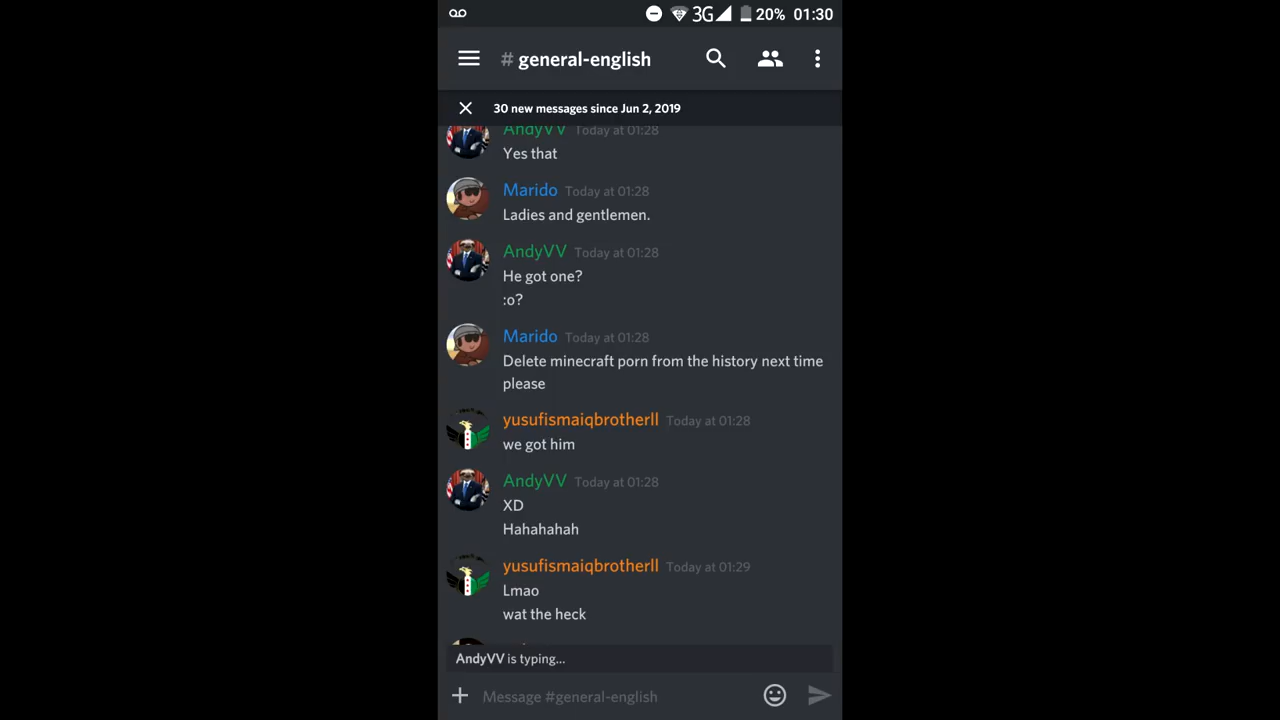 3G 20% 01:30
# general-english
30 new messages since Jun 2, 2019
AndyVV Today at 01:28
Yes that
Marido Today at 01:28
Ladies and gentlemen.
AndyVV Today at 01:28
He got one?
:o?
Marido Today at 01:28
Delete minecraft porn from the history next time
please
yusufismaiqbrotherll Today at 01:28
we got him
AndyVV Today at 01:28
XD
Hahahahah
yusufismaiqbrotherll Today at 01:29
Lmao
wat the heck
AndyVV is typing...
Message #general-english